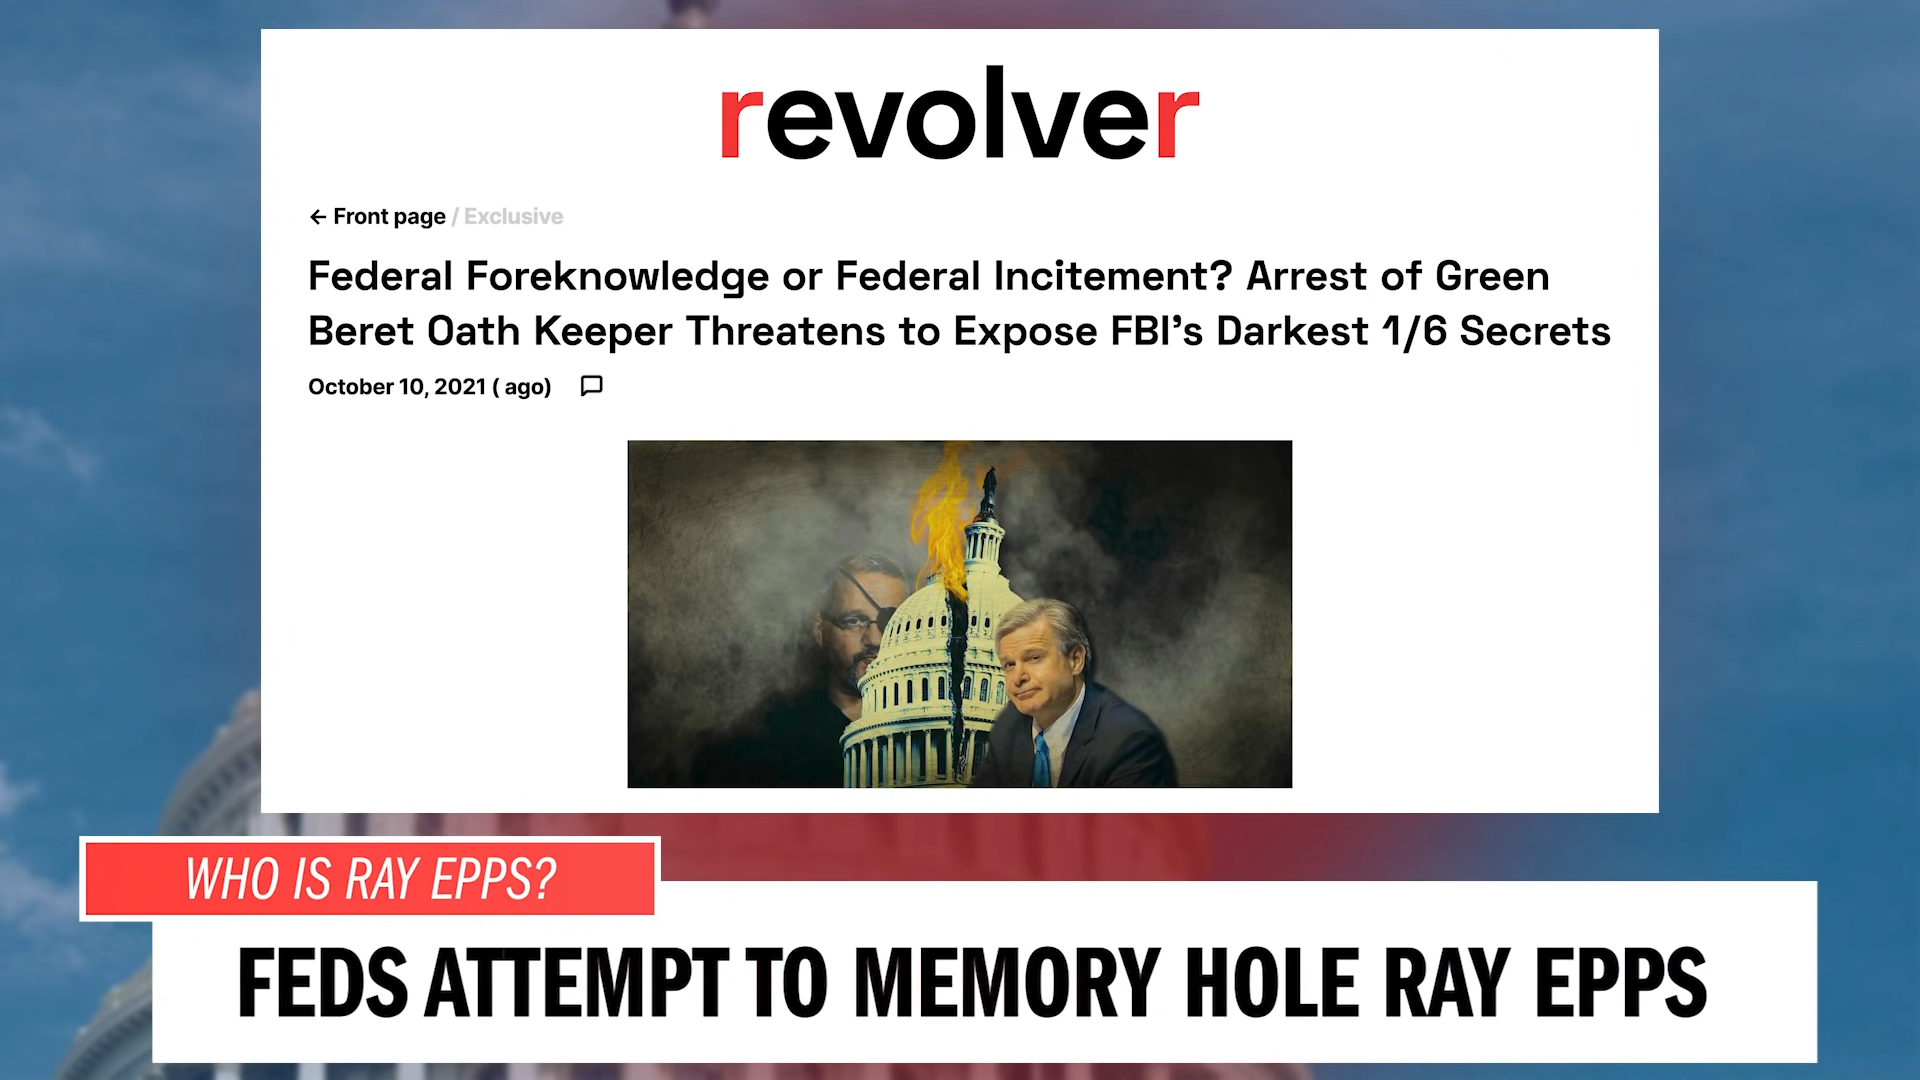 revolver
← Front page / Exclusive
Federal Foreknowledge or Federal Incitement? Arrest of Green
Beret Oath Keeper Threatens to Expose FBI’s Darkest 1/6 Secrets
October 10, 2021 ( ago)
WHO IS RAY EPPS?
FEDS ATTEMPT TO MEMORY HOLE RAY EPPS